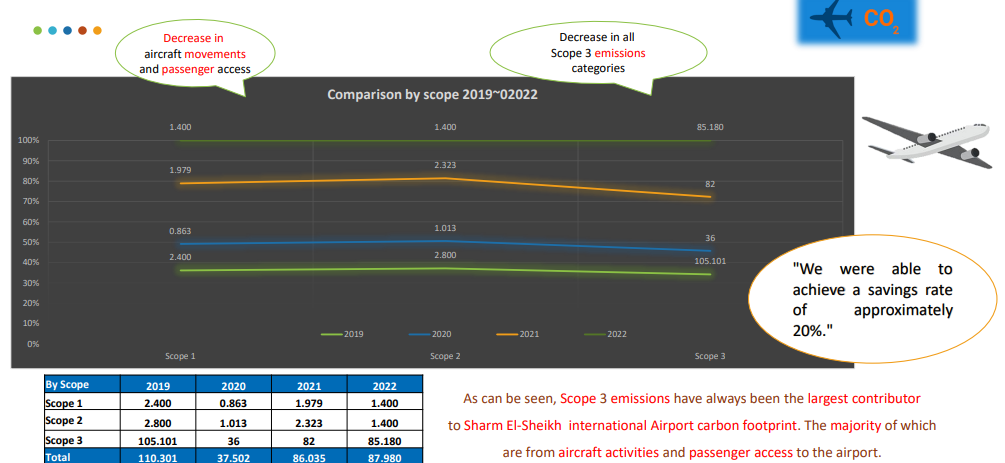 CO2
Decrease in
aircraft movements
and passenger access
Decrease in all
Scope 3 emissions
categories
Comparison by scope 2019~02022
1.400 1.400 85.180
100%
90%
1.979 2.323 82
80%
70%
60%
0.863 1.013 36
50%
40%
2.400 2.800 105.101
30%
20%
10%
0%
2019 2020 2021 2022
Scope 1 Scope 2 Scope 3
"We were able to
achieve a savings rate
of approximately
20%."
By Scope 2019 2020 2021 2022
Scope 1 2.400 0.863 1.979 1.400
Scope 2 2.800 1.013 2.323 1.400
Scope 3 105.101 36 82 85.180
Total 110.301 37.502 86.035 87.980
As can be seen, Scope 3 emissions have always been the largest contributor
to Sharm El-Sheikh international Airport carbon footprint. The majority of which
are from aircraft activities and passenger access to the airport.